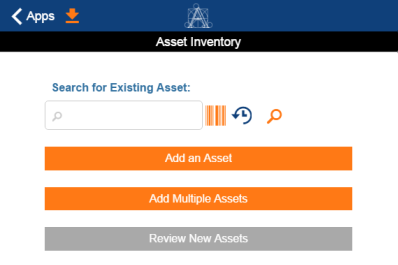 Apps
Asset Inventory
Search for Existing Asset:
Add an Asset
Add Multiple Assets
Review New Assets